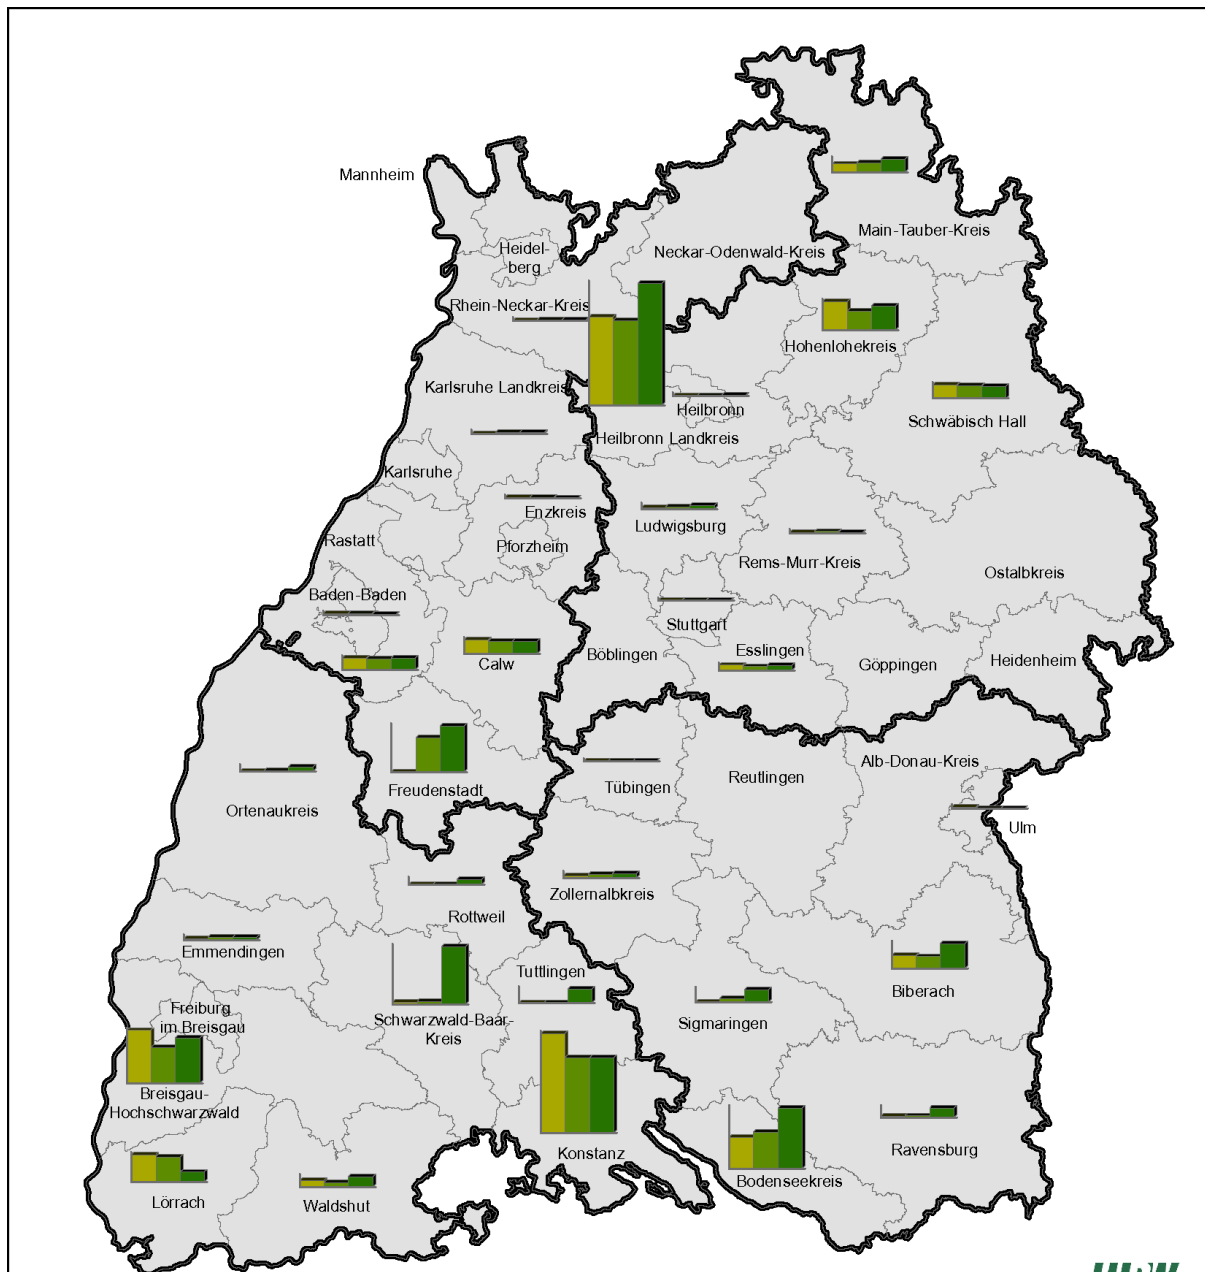 Mannheim
Main-Tauber-Kreis
Heidel-
berg
Neckar-Odenwald-Kreis
Rhein-Neckar-Kreis
Hohenlohekreis
Karlsruhe Landkreis
Heilbronn
Schwäbisch Hall
Heilbronn Landkreis
Karlsruhe
Enzkreis
Ludwigsburg
Rastatt
Pforzheim
Rems-Murr-Kreis
Ostalbkreis
Baden-Baden
Stuttgart
Böblingen
Esslingen
Calw
Göppingen
Heidenheim
Alb-Donau-Kreis
Reutlingen
Tübingen
Freudenstadt
Ortenaukreis
Ulm
Zollernalbkreis
Rottweil
Emmendingen
Tuttlingen
Biberach
Freiburg
im Breisgau
Schwarzwald-Baar-
Kreis
Sigmaringen
Breisgau-
Hochschwarzwald
Konstanz
Ravensburg
Bodenseekreis
Lörrach
Waldshut